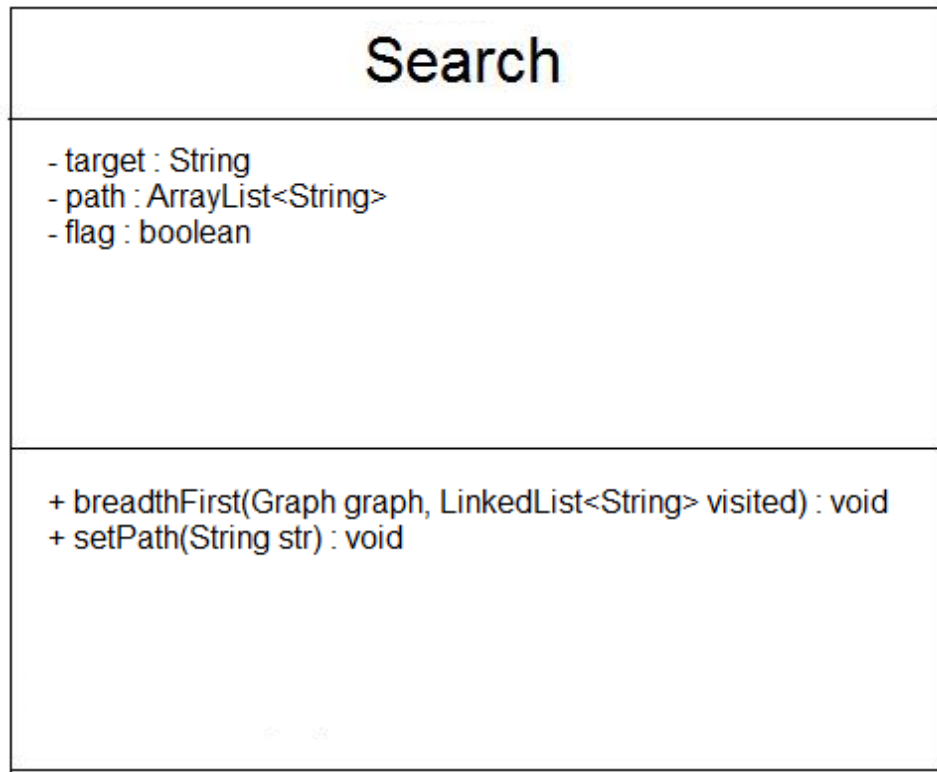 Search
- target : String
- path : ArrayList<String>
- flag : boolean
+ breadthFirst(Graph graph, LinkedList<String> visited) : void
+ setPath(String str) : void